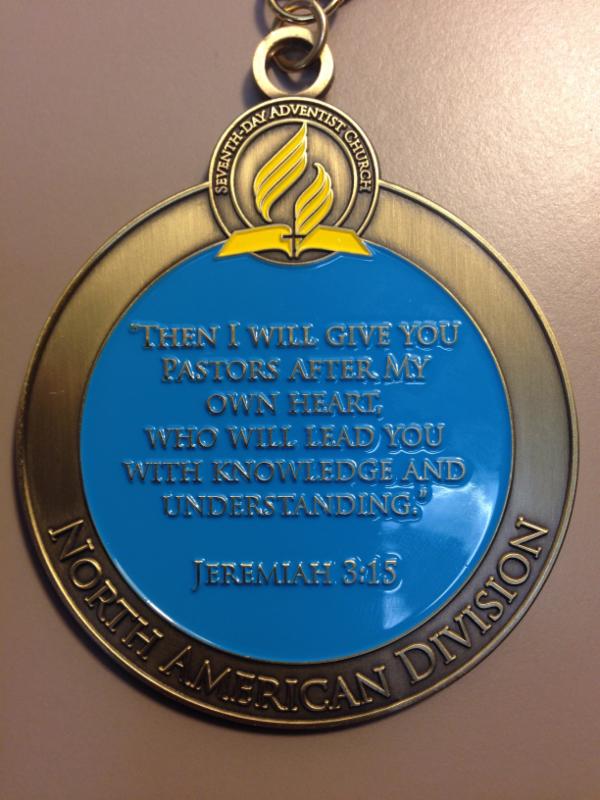 SEVENTH-DAY ADVENTIST CHURCH
"THEN I WILL GIVE YOU
PASTORS AFTER MY
OWN HEART,
WHO WILL LEAD YOU
WITH KNOWLEDGE AND
UNDERSTANDING."
JEREMIAH 3:15
NORTH AMERICAN DIVISION